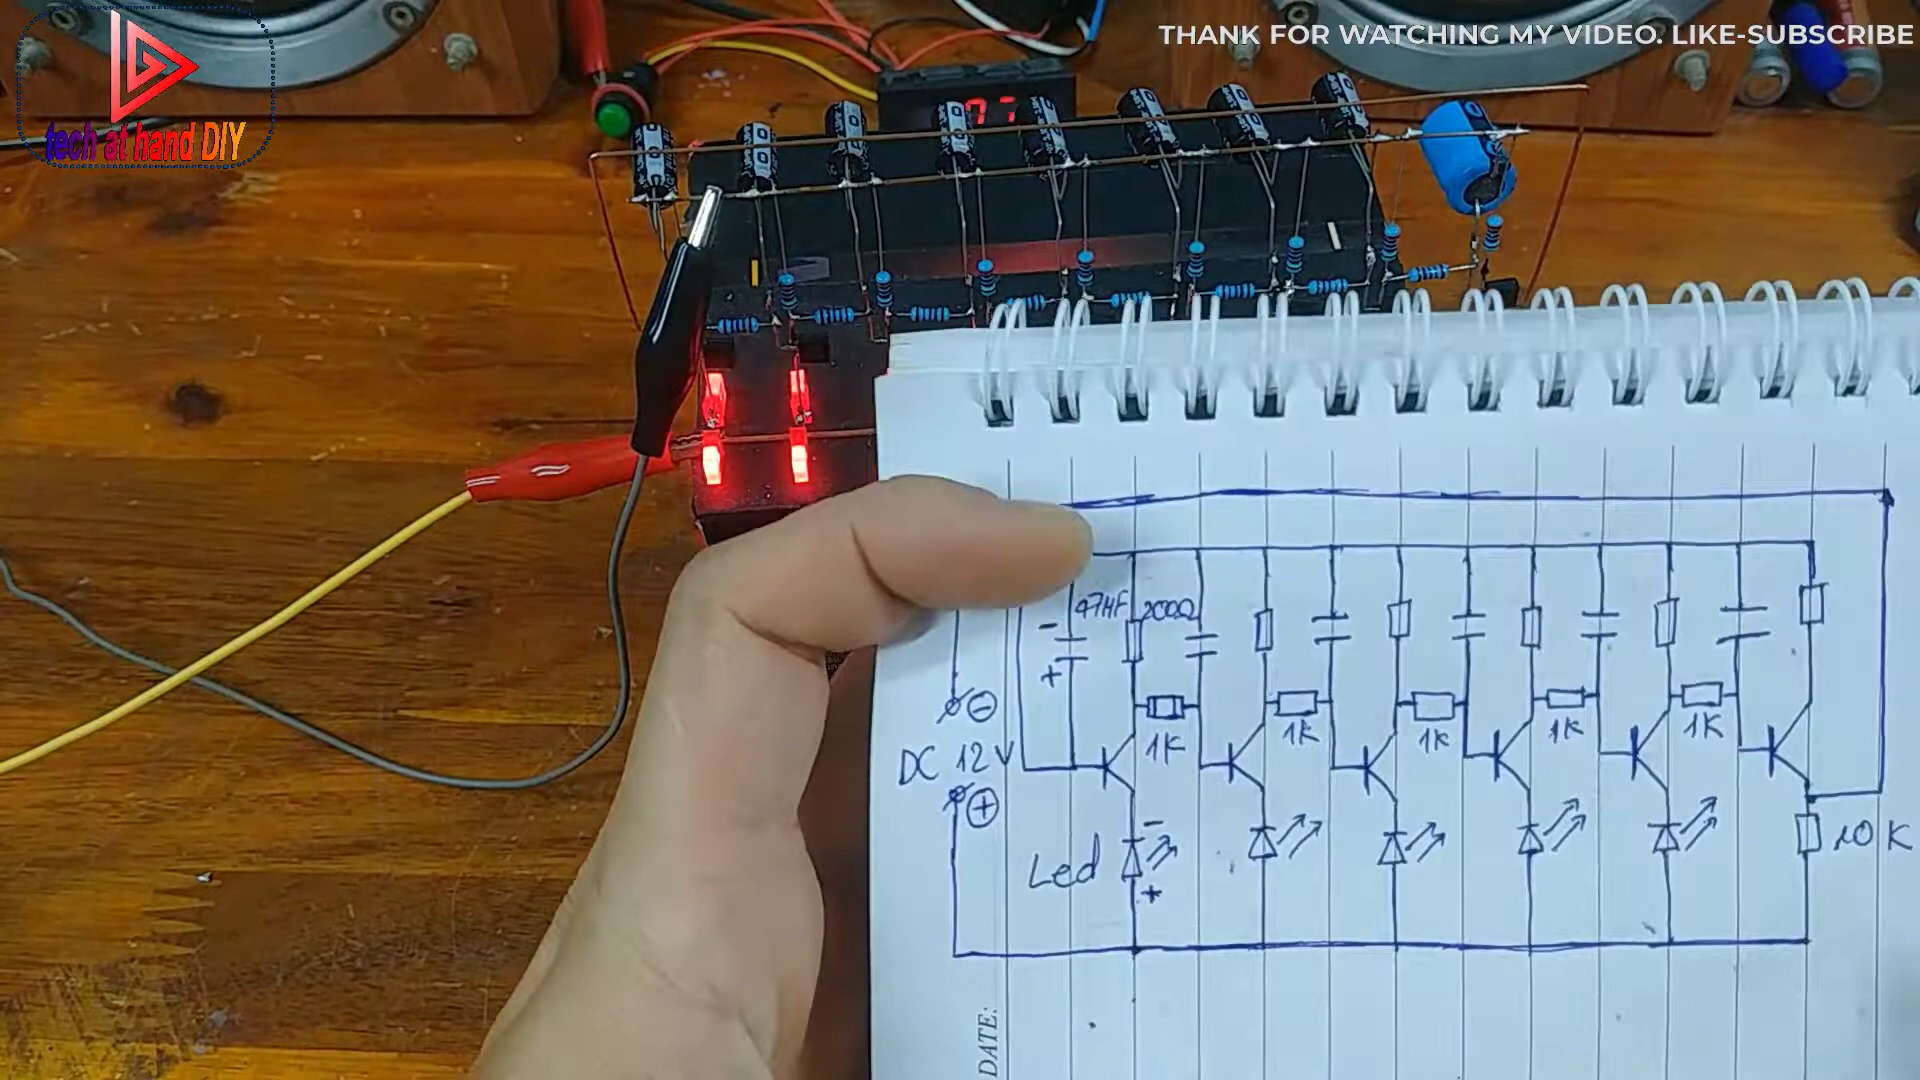 THANK FOR WATCHING MY VIDEO. LIKE-SUBSCRIBE
tech at hand DIY
47µF 200Ω
-
+
1K
1K
1K
1K
1K
⊖
DC 12V
⊕
-
Led
+
10K
DATE: